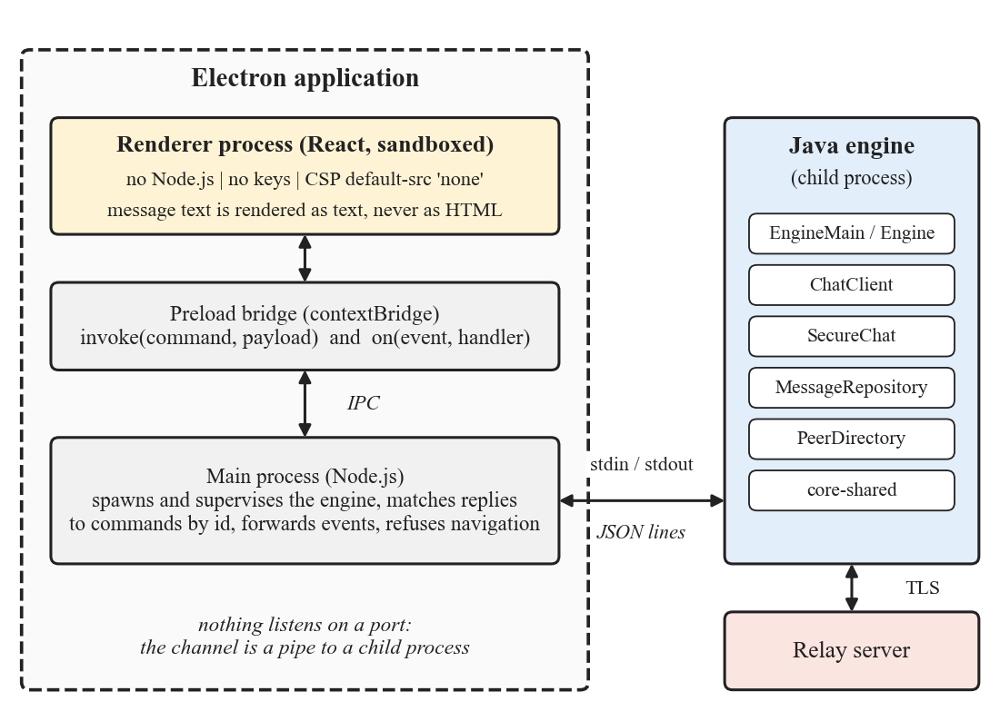 Electron application
Renderer process (React, sandboxed)
no Node.js | no keys | CSP default-src 'none'
message text is rendered as text, never as HTML
Preload bridge (contextBridge)
invoke(command, payload)  and  on(event, handler)
IPC
Main process (Node.js)
spawns and supervises the engine, matches replies
to commands by id, forwards events, refuses navigation
nothing listens on a port:
the channel is a pipe to a child process
stdin / stdout
JSON lines
Java engine
(child process)
EngineMain / Engine
ChatClient
SecureChat
MessageRepository
PeerDirectory
core-shared
TLS
Relay server